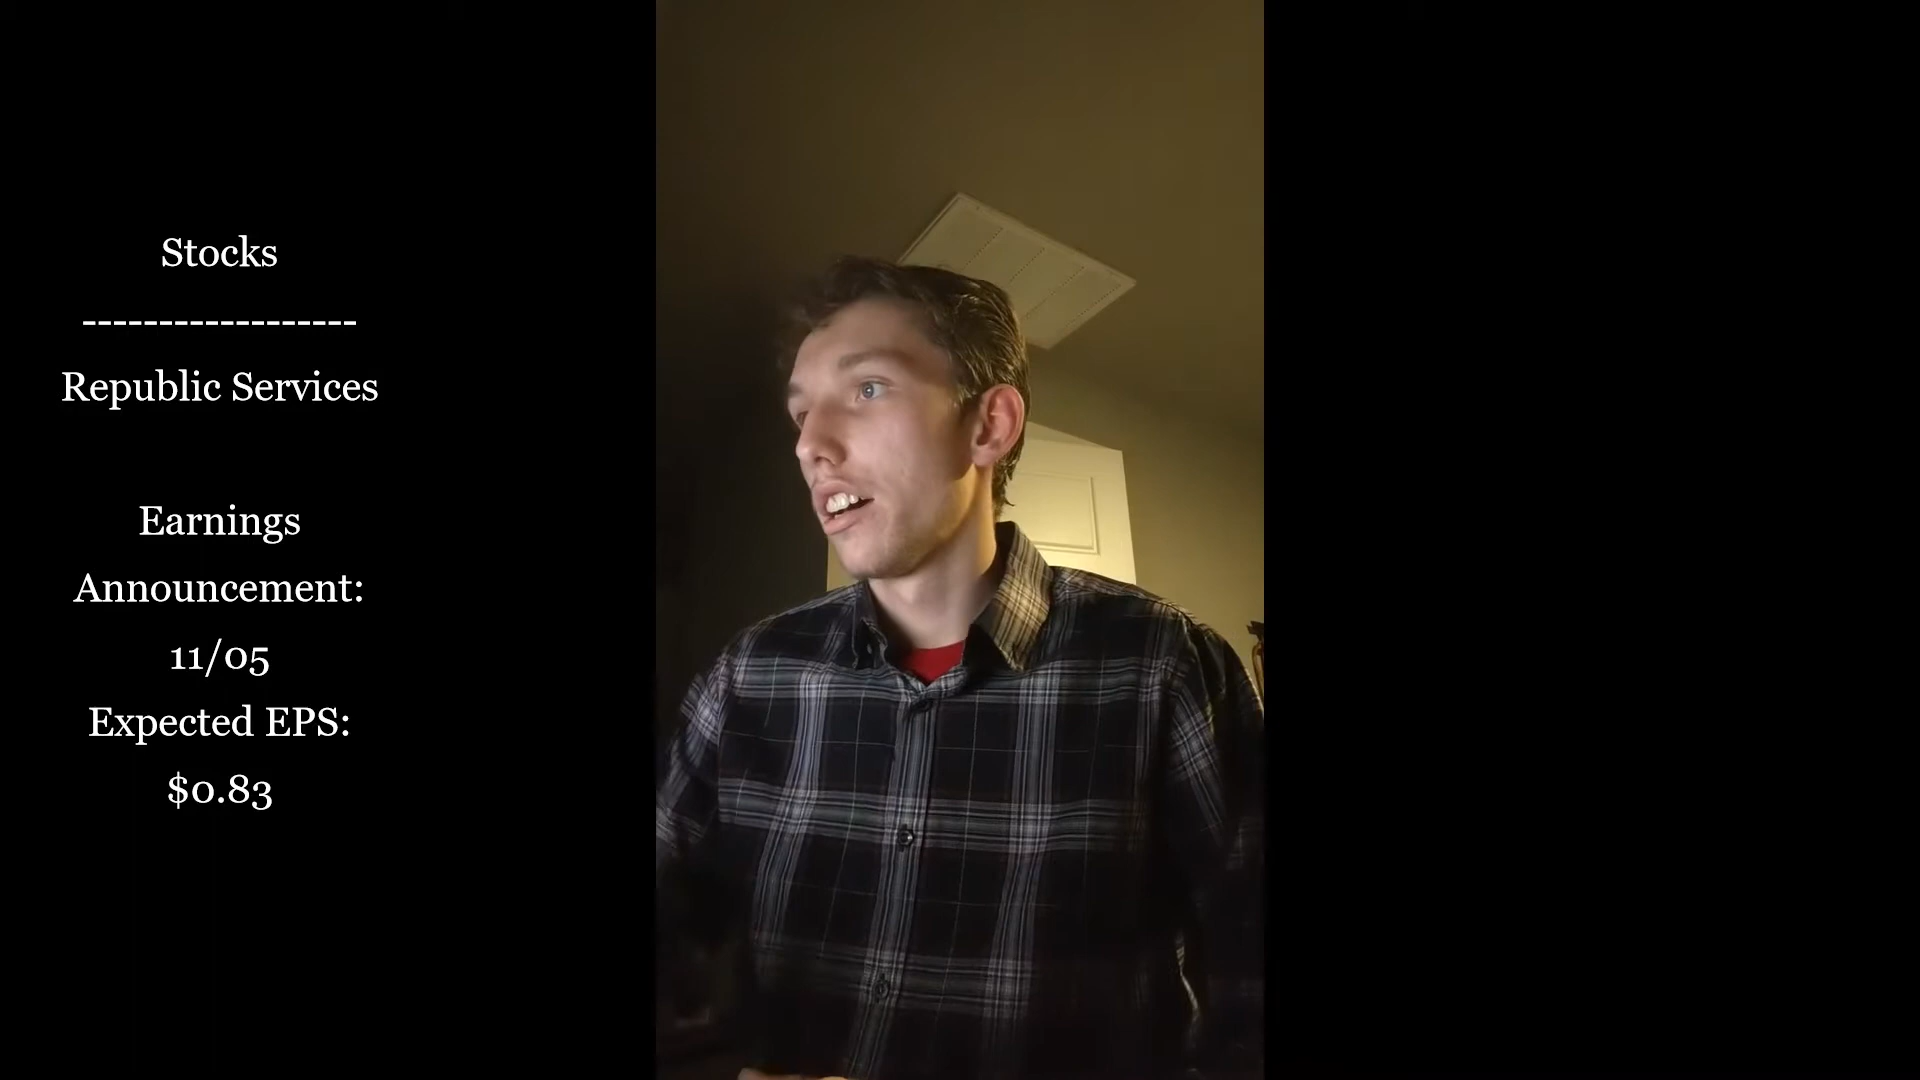 Stocks
------------------
Republic Services
Earnings
Announcement:
11/05
Expected EPS:
$0.83